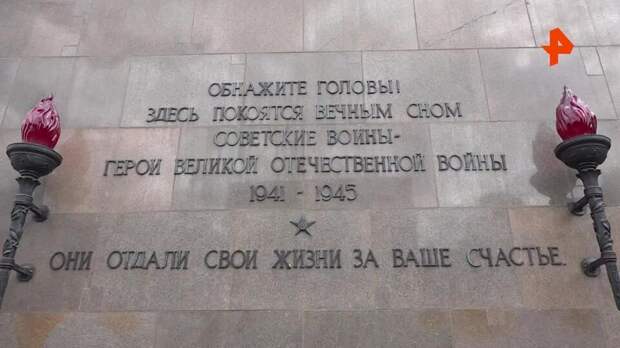 ОБНАЖИТЕ ГОЛОВЫ!
ЗДЕСЬ ПОКОЯТСЯ ВЕЧНЫМ СНОМ
СОВЕТСКИЕ ВОИНЫ-
ГЕРОИ ВЕЛИКОЙ ОТЕЧЕСТВЕННОЙ ВОЙНЫ
1941 - 1945
ОНИ ОТДАЛИ СВОИ ЖИЗНИ ЗА ВАШЕ СЧАСТЬЕ.